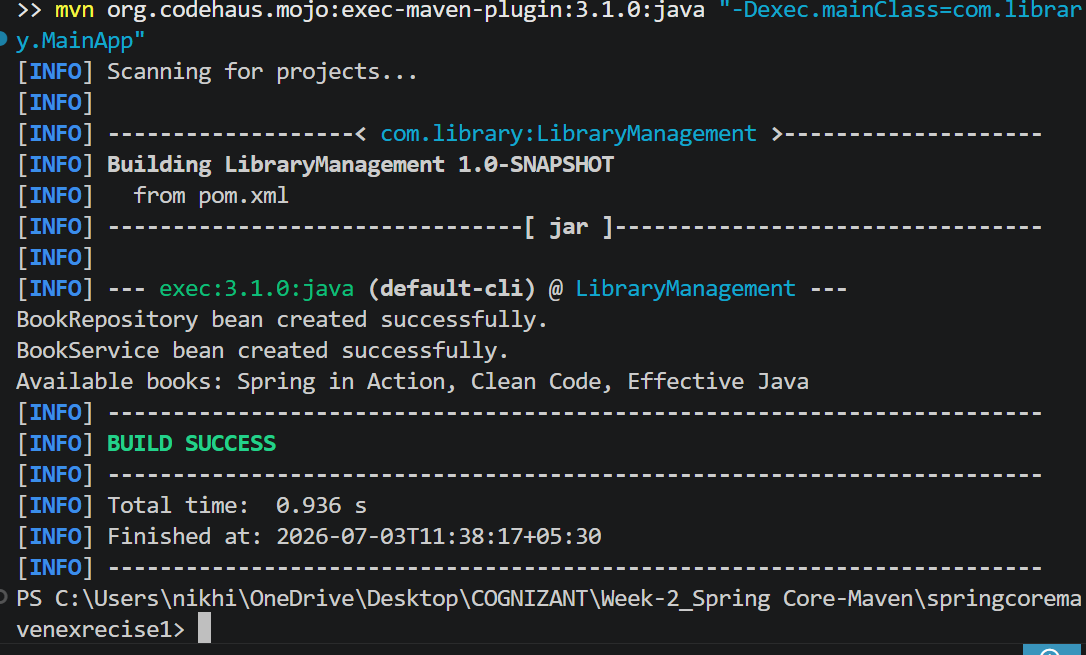 >> mvn org.codehaus.mojo:exec-maven-plugin:3.1.0:java "-Dexec.mainClass=com.librar
y.MainApp"
[INFO] Scanning for projects...
[INFO]
[INFO] -------------------< com.library:LibraryManagement >--------------------
[INFO] Building LibraryManagement 1.0-SNAPSHOT
[INFO]   from pom.xml
[INFO] --------------------------------[ jar ]---------------------------------
[INFO]
[INFO] --- exec:3.1.0:java (default-cli) @ LibraryManagement ---
BookRepository bean created successfully.
BookService bean created successfully.
Available books: Spring in Action, Clean Code, Effective Java
[INFO] ------------------------------------------------------------------------
[INFO] BUILD SUCCESS
[INFO] ------------------------------------------------------------------------
[INFO] Total time:  0.936 s
[INFO] Finished at: 2026-07-03T11:38:17+05:30
[INFO] ------------------------------------------------------------------------
PS C:\Users\nikhi\OneDrive\Desktop\COGNIZANT\Week-2_Spring Core-Maven\springcorema
venexrecise1>